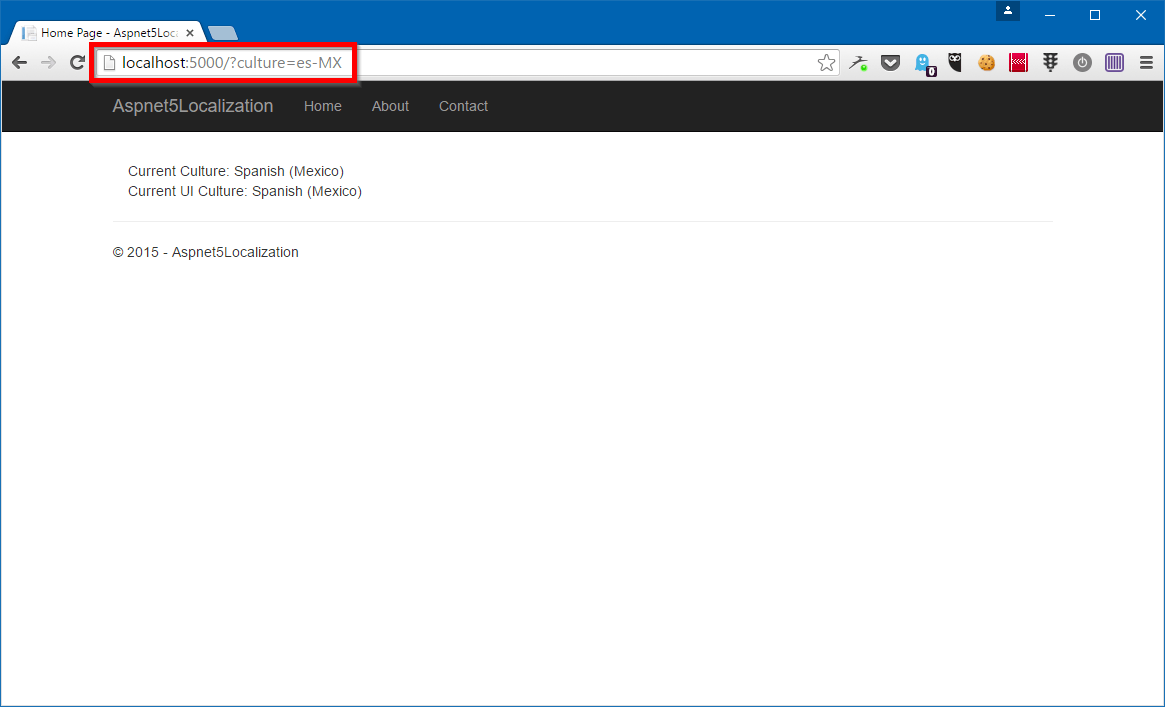 Home Page - Aspnet5Loc
localhost:5000/?culture=es-MX
0
Aspnet5Localization Home About Contact
Current Culture: Spanish (Mexico)
Current UI Culture: Spanish (Mexico)
© 2015 - Aspnet5Localization